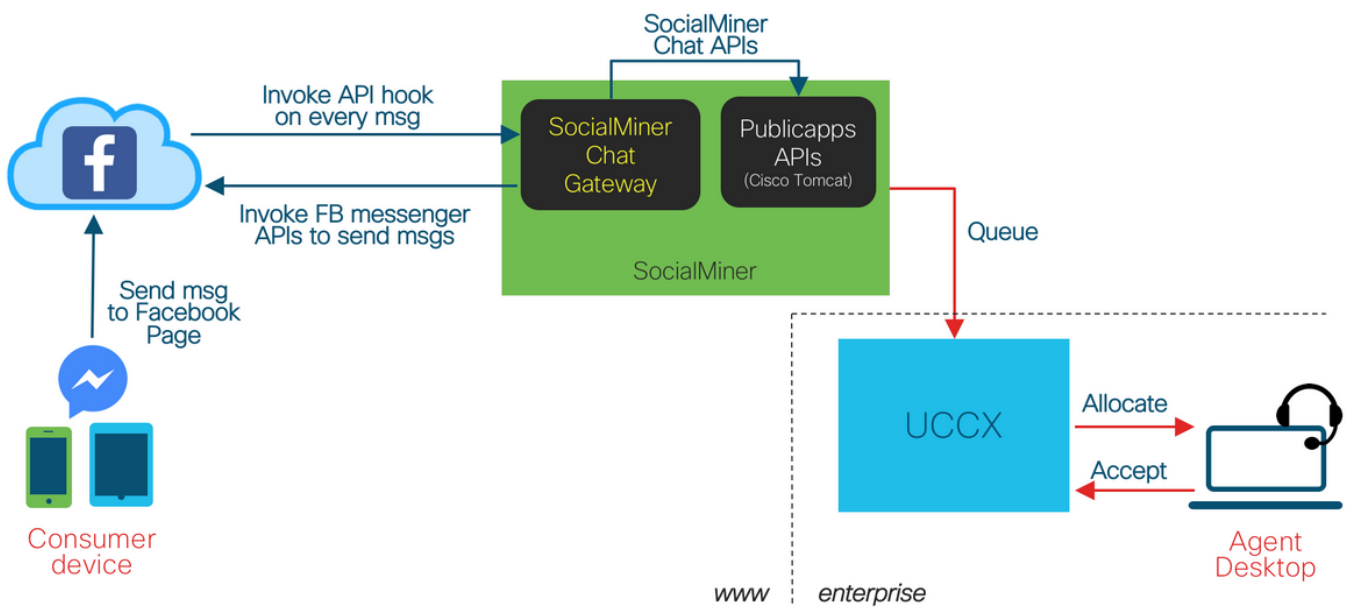 SocialMiner
Chat APIs
Invoke API hook
on every msg
SocialMiner
Chat
Gateway
Publicapps
APIs
(Cisco Tomcat)
f
Invoke FB messenger
APIs to send msgs
Queue
SocialMiner
Send msg
to Facebook
Page
UCCX
Allocate
Accept
Consumer
device
Agent
Desktop
www
enterprise